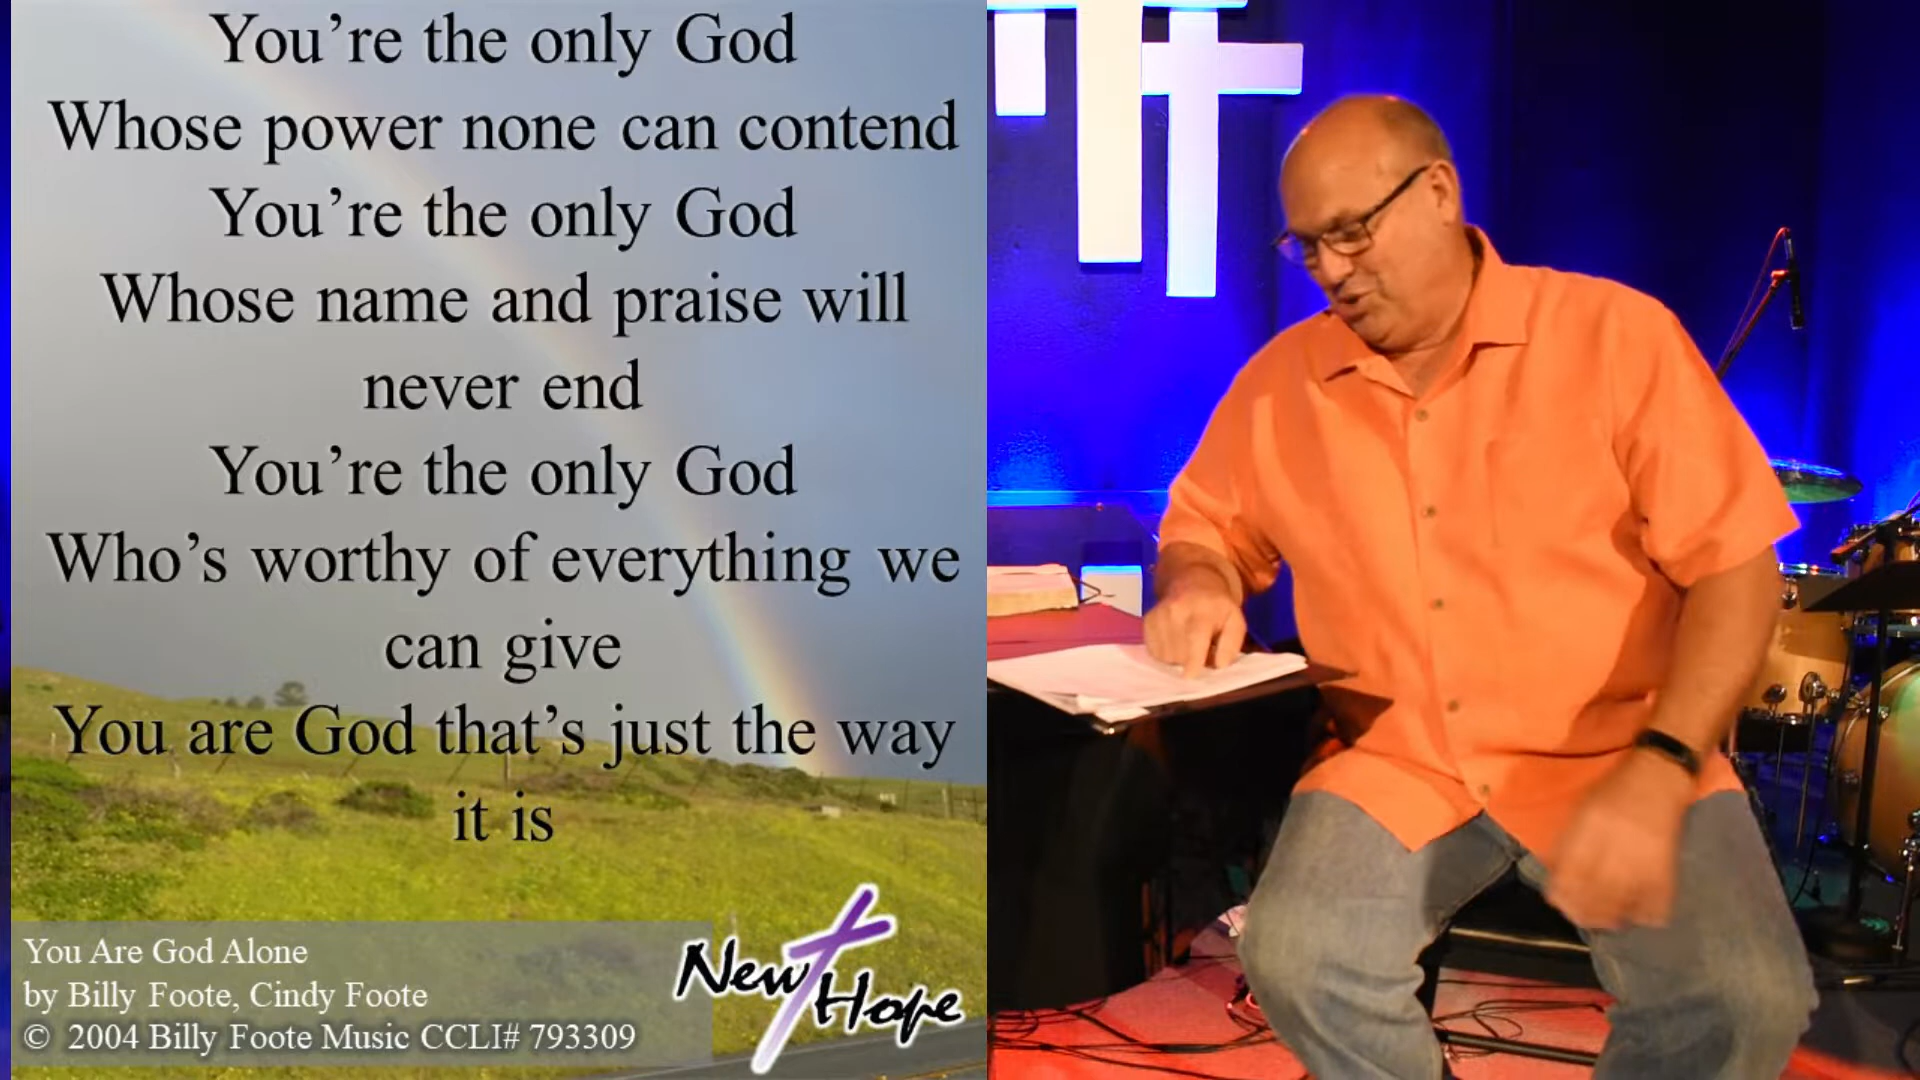 You're the only God
Whose power none can contend
You're the only God
Whose name and praise will
never end
You're the only God
Who's worthy of everything we
can give
You are God that's just the way
it is
You Are God Alone
by Billy Foote, Cindy Foote
© 2004 Billy Foote Music CCLI# 793309
New Hope